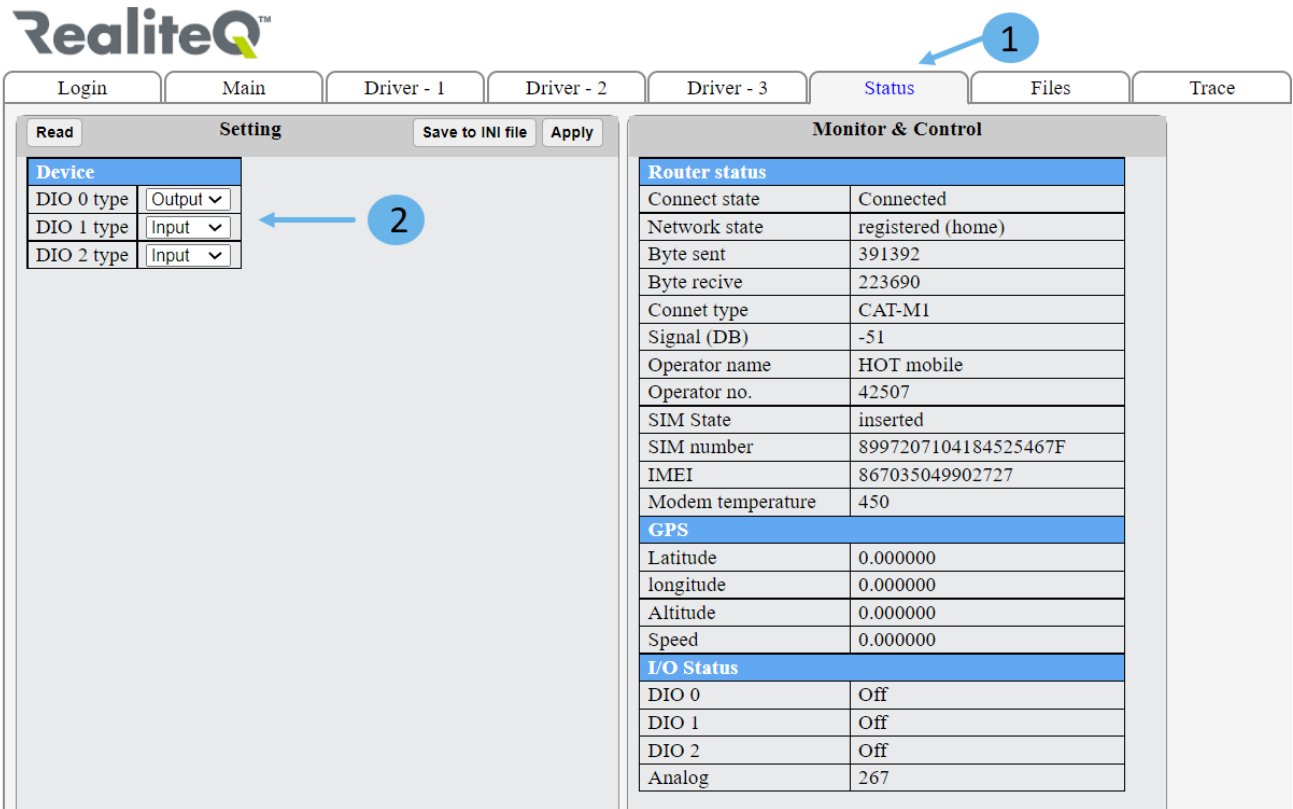 RealiteQ™
1
Login Main Driver - 1 Driver - 2 Driver - 3 Status Files Trace
Read Setting Save to INI file Apply
Device
DIO 0 type Output
DIO 1 type Input
DIO 2 type Input
2
Monitor & Control
Router status
Connect state Connected
Network state registered (home)
Byte sent 391392
Byte recive 223690
Connet type CAT-M1
Signal (DB) -51
Operator name HOT mobile
Operator no. 42507
SIM State inserted
SIM number 8997207104184525467F
IMEI 867035049902727
Modem temperature 450
GPS
Latitude 0.000000
longitude 0.000000
Altitude 0.000000
Speed 0.000000
I/O Status
DIO 0 Off
DIO 1 Off
DIO 2 Off
Analog 267